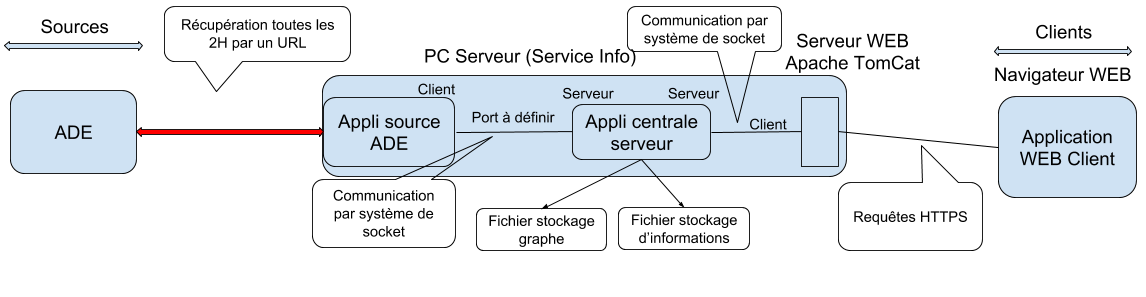 Sources
Récupération toutes les
2H par un URL
Communication par
système de socket
PC Serveur (Service Info)
Serveur WEB
Apache TomCat
Clients
Navigateur WEB
ADE
Client
Appli source
ADE
Port à définir
Serveur
Serveur
Appli centrale
serveur
Client
Application
WEB Client
Communication
par système de
socket
Fichier stockage
graphe
Fichier stockage
d'informations
Requêtes HTTPS